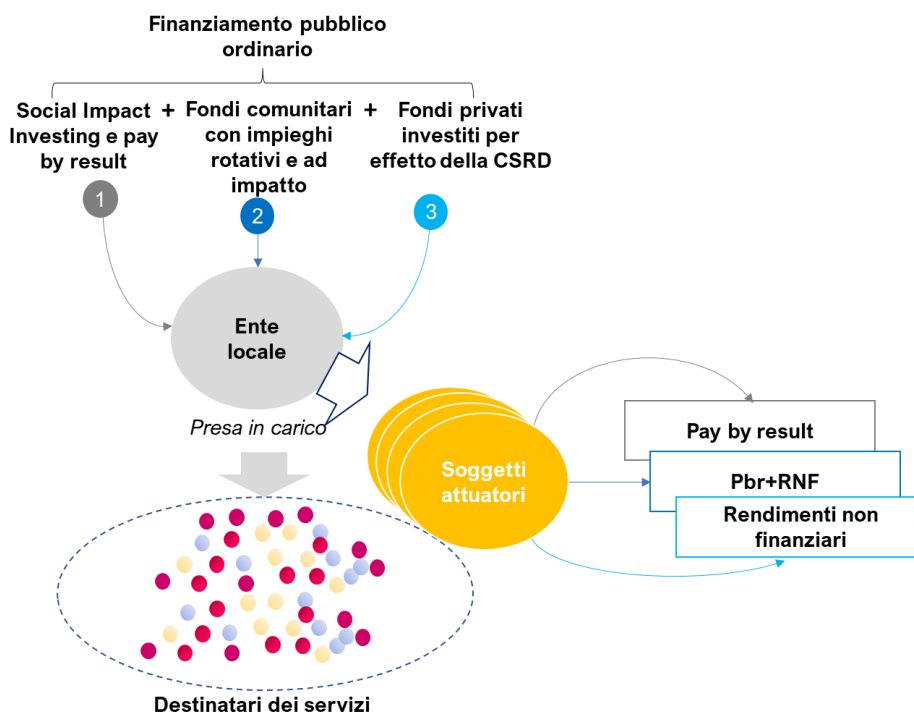 Finanziamento pubblico
ordinario
Social Impact
Investing e pay
by result
+
Fondi comunitari
con impieghi
rotativi e ad
impatto
+
Fondi privati
investiti per
effetto della CSRD
1
2
3
Ente
locale
Presa in carico
Soggetti
attuatori
Pay by result
Pbr+RNF
Rendimenti non
finanziari
Destinatari dei servizi